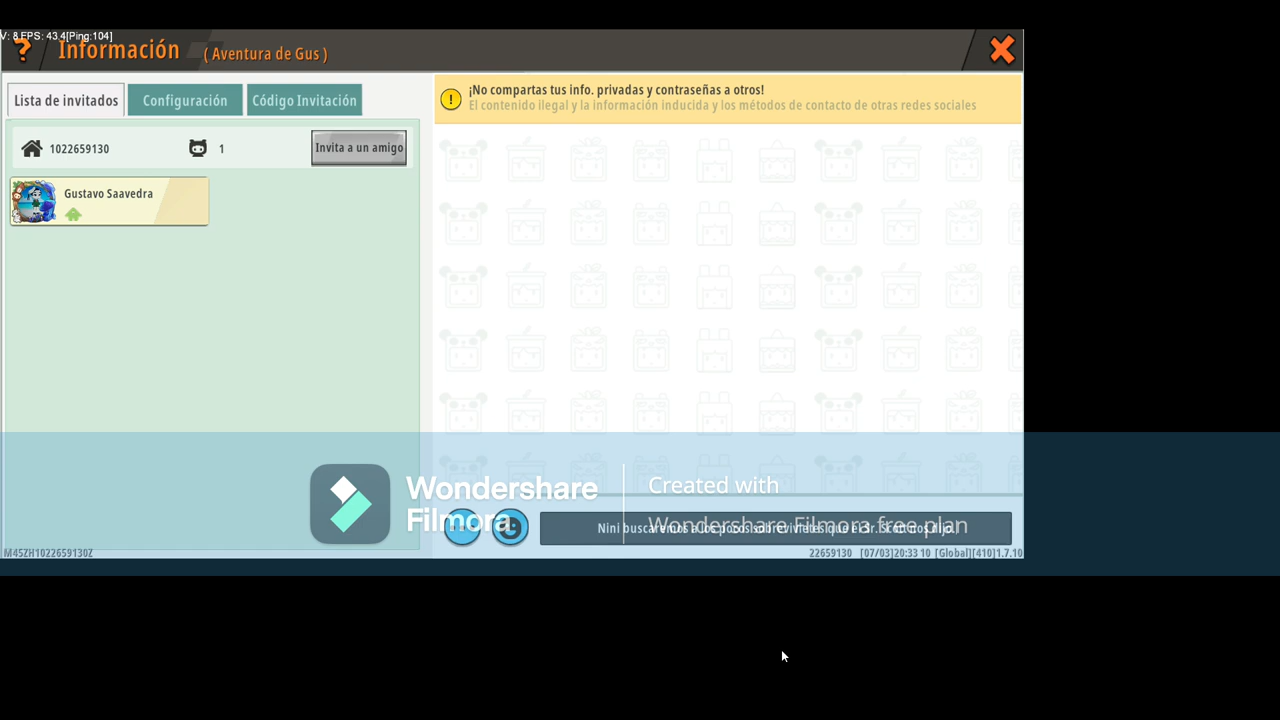 V: 8 FPS: 43.4[Ping:104]
? Información ( Aventura de Gus )
Lista de invitados
Configuración
Código Invitación
1022659130
1
Invita a un amigo
Gustavo Saavedra
¡No compartas tus info. privadas y contraseñas a otros!
El contenido ilegal y la información inducida y los métodos de contacto de otras redes sociales
Wondershare
Filmora
Created with
Wondershare Filmora free plan
Nini buscaremos a los
M45ZH1022659130Z
22659130 [07/03]20:33 10 [Global][410]1.7.10